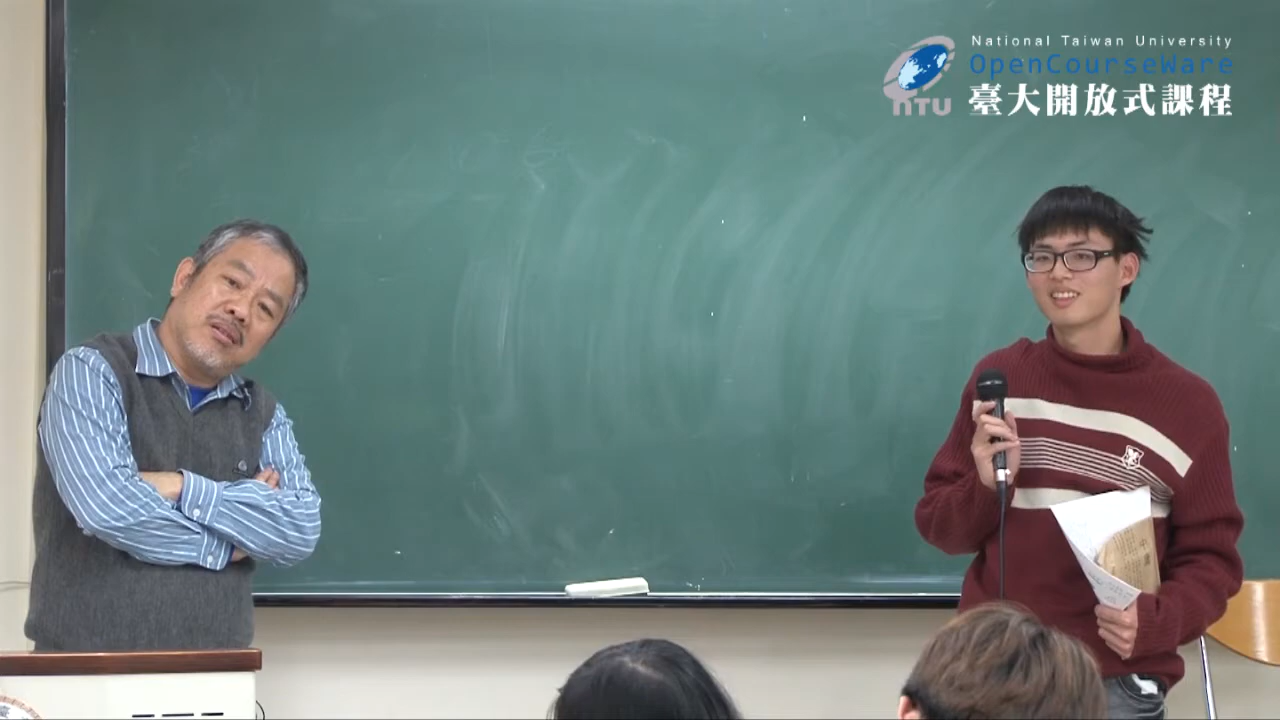 National Taiwan University
OpenCourseWare
臺大開放式課程
NTU